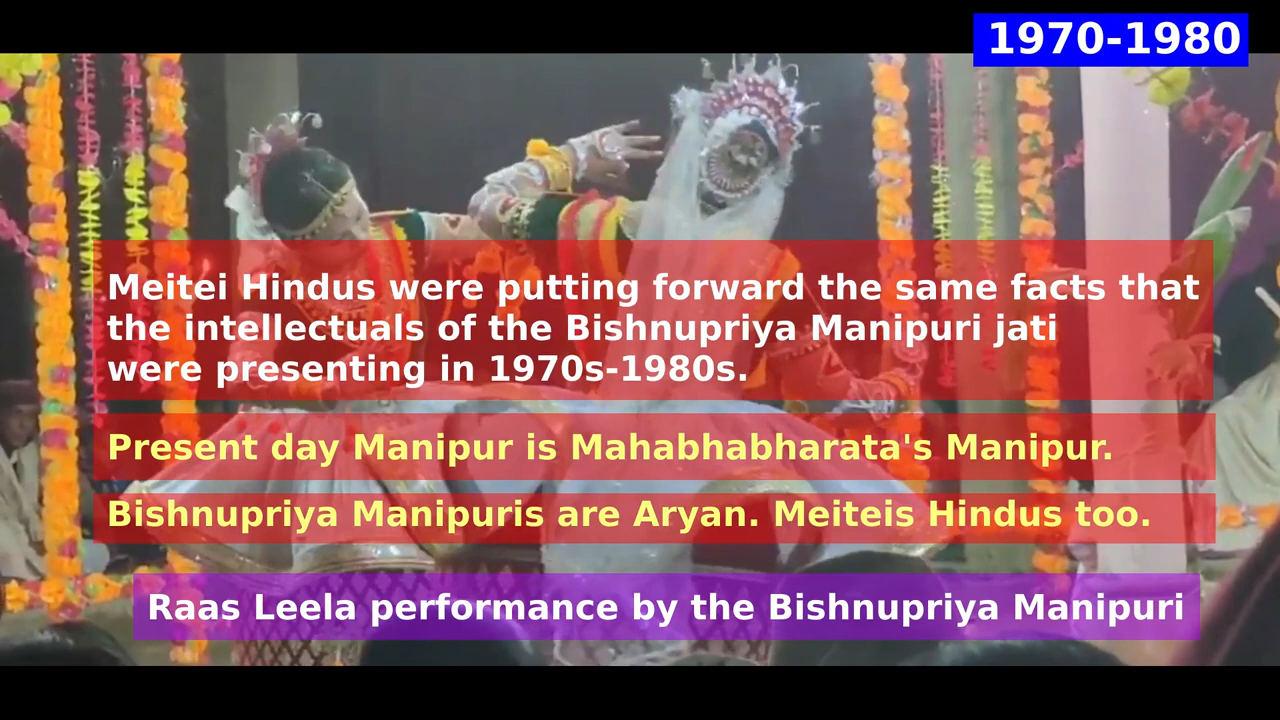 1970-1980
Meitei Hindus were putting forward the same facts that
the intellectuals of the Bishnupriya Manipuri jati
were presenting in 1970s-1980s.
Present day Manipur is Mahabhabharata's Manipur.
Bishnupriya Manipuris are Aryan. Meiteis Hindus too.
Raas Leela performance by the Bishnupriya Manipuri